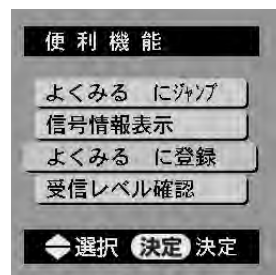 便利機能
よくみる にジャンプ
信号情報表示
よくみる に登録
受信レベル確認
選択 決定 決定